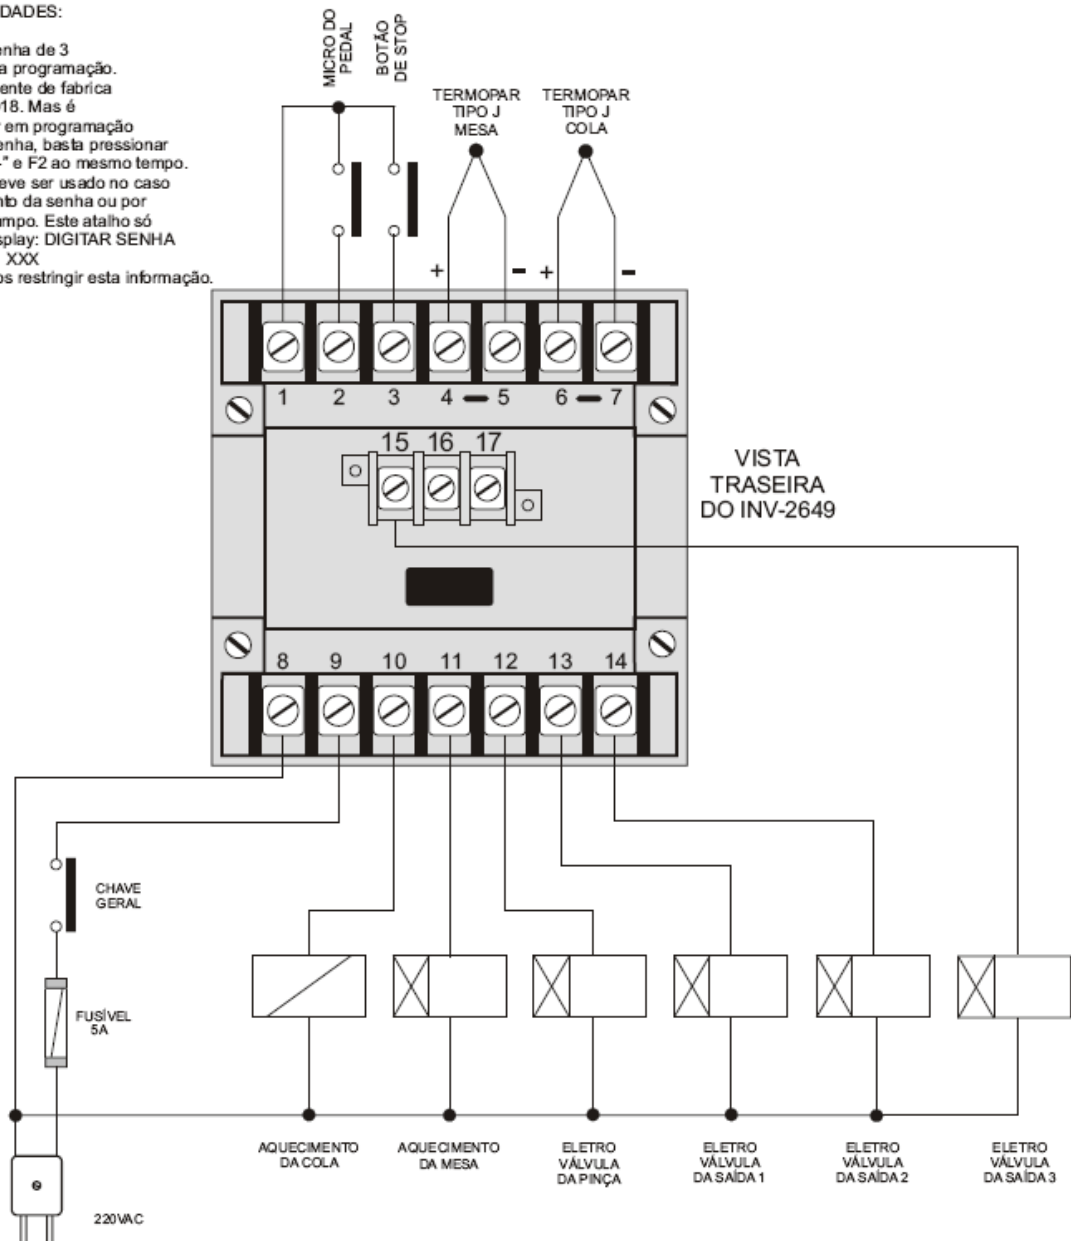 DADES:
enha de 3
a programação.
ente de fabrica
18. Mas é
em programação
enha, basta pressionar
" e F2 ao mesmo tempo.
eve ser usado no caso
nto da senha ou por
mpo. Este atalho só
splay: DIGITAR SENHA
XXX
os restringir esta informação.
MICRO DO
PEDAL
BOTÃO
DE STOP
TERMOPAR
TIPO J
MESA
TERMOPAR
TIPO J
COLA
+ - + -
1 2 3 4 - 5 6 - 7
15 16 17
VISTA
TRASEIRA
DO INV-2649
8 9 10 11 12 13 14
CHAVE
GERAL
FUSÍVEL
5A
AQUECIMENTO
DA COLA
AQUECIMENTO
DA MESA
ELETRO
VÁLVULA
DA PINÇA
ELETRO
VÁLVULA
DA SAÍDA 1
ELETRO
VÁLVULA
DA SAÍDA 2
ELETRO
VÁLVULA
DA SAÍDA 3
220VAC